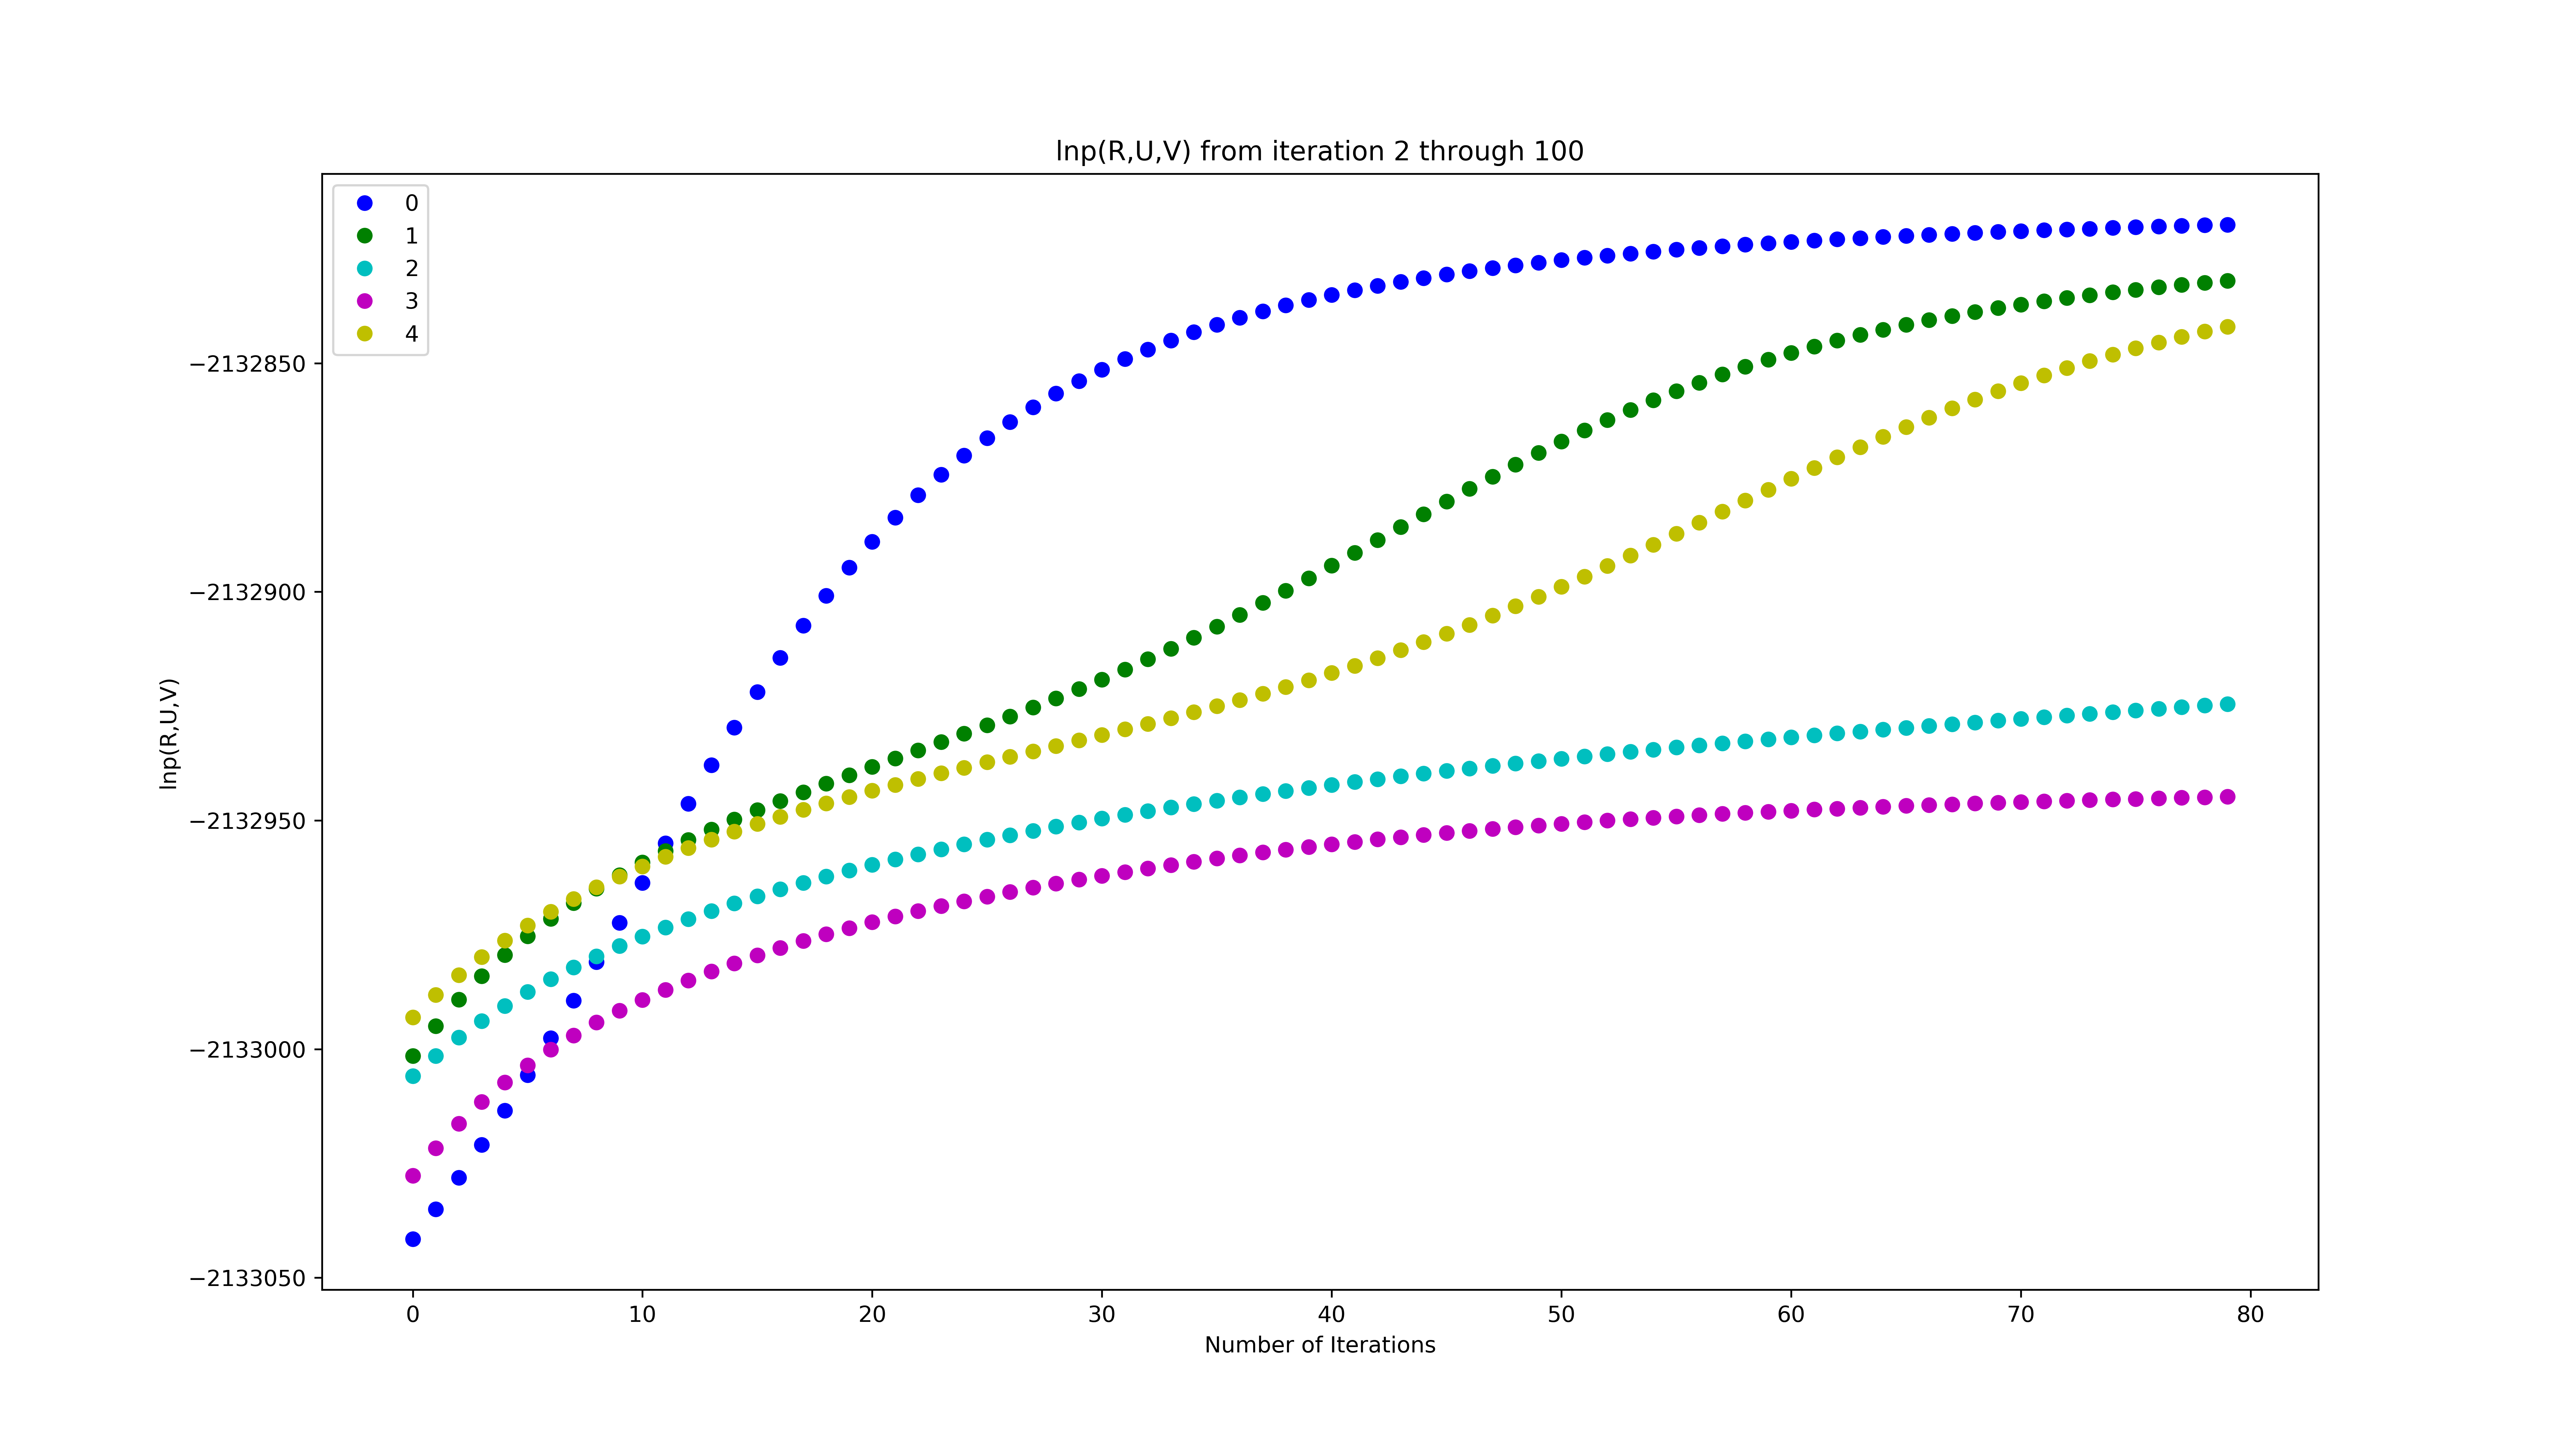 lnp(R,U,V) from iteration 2 through 100
0
1
2
3
4
−2132850
−2132900
−2132950
−2133000
−2133050
lnp(R,U,V)
0 10 20 30 40 50 60 70 80
Number of Iterations